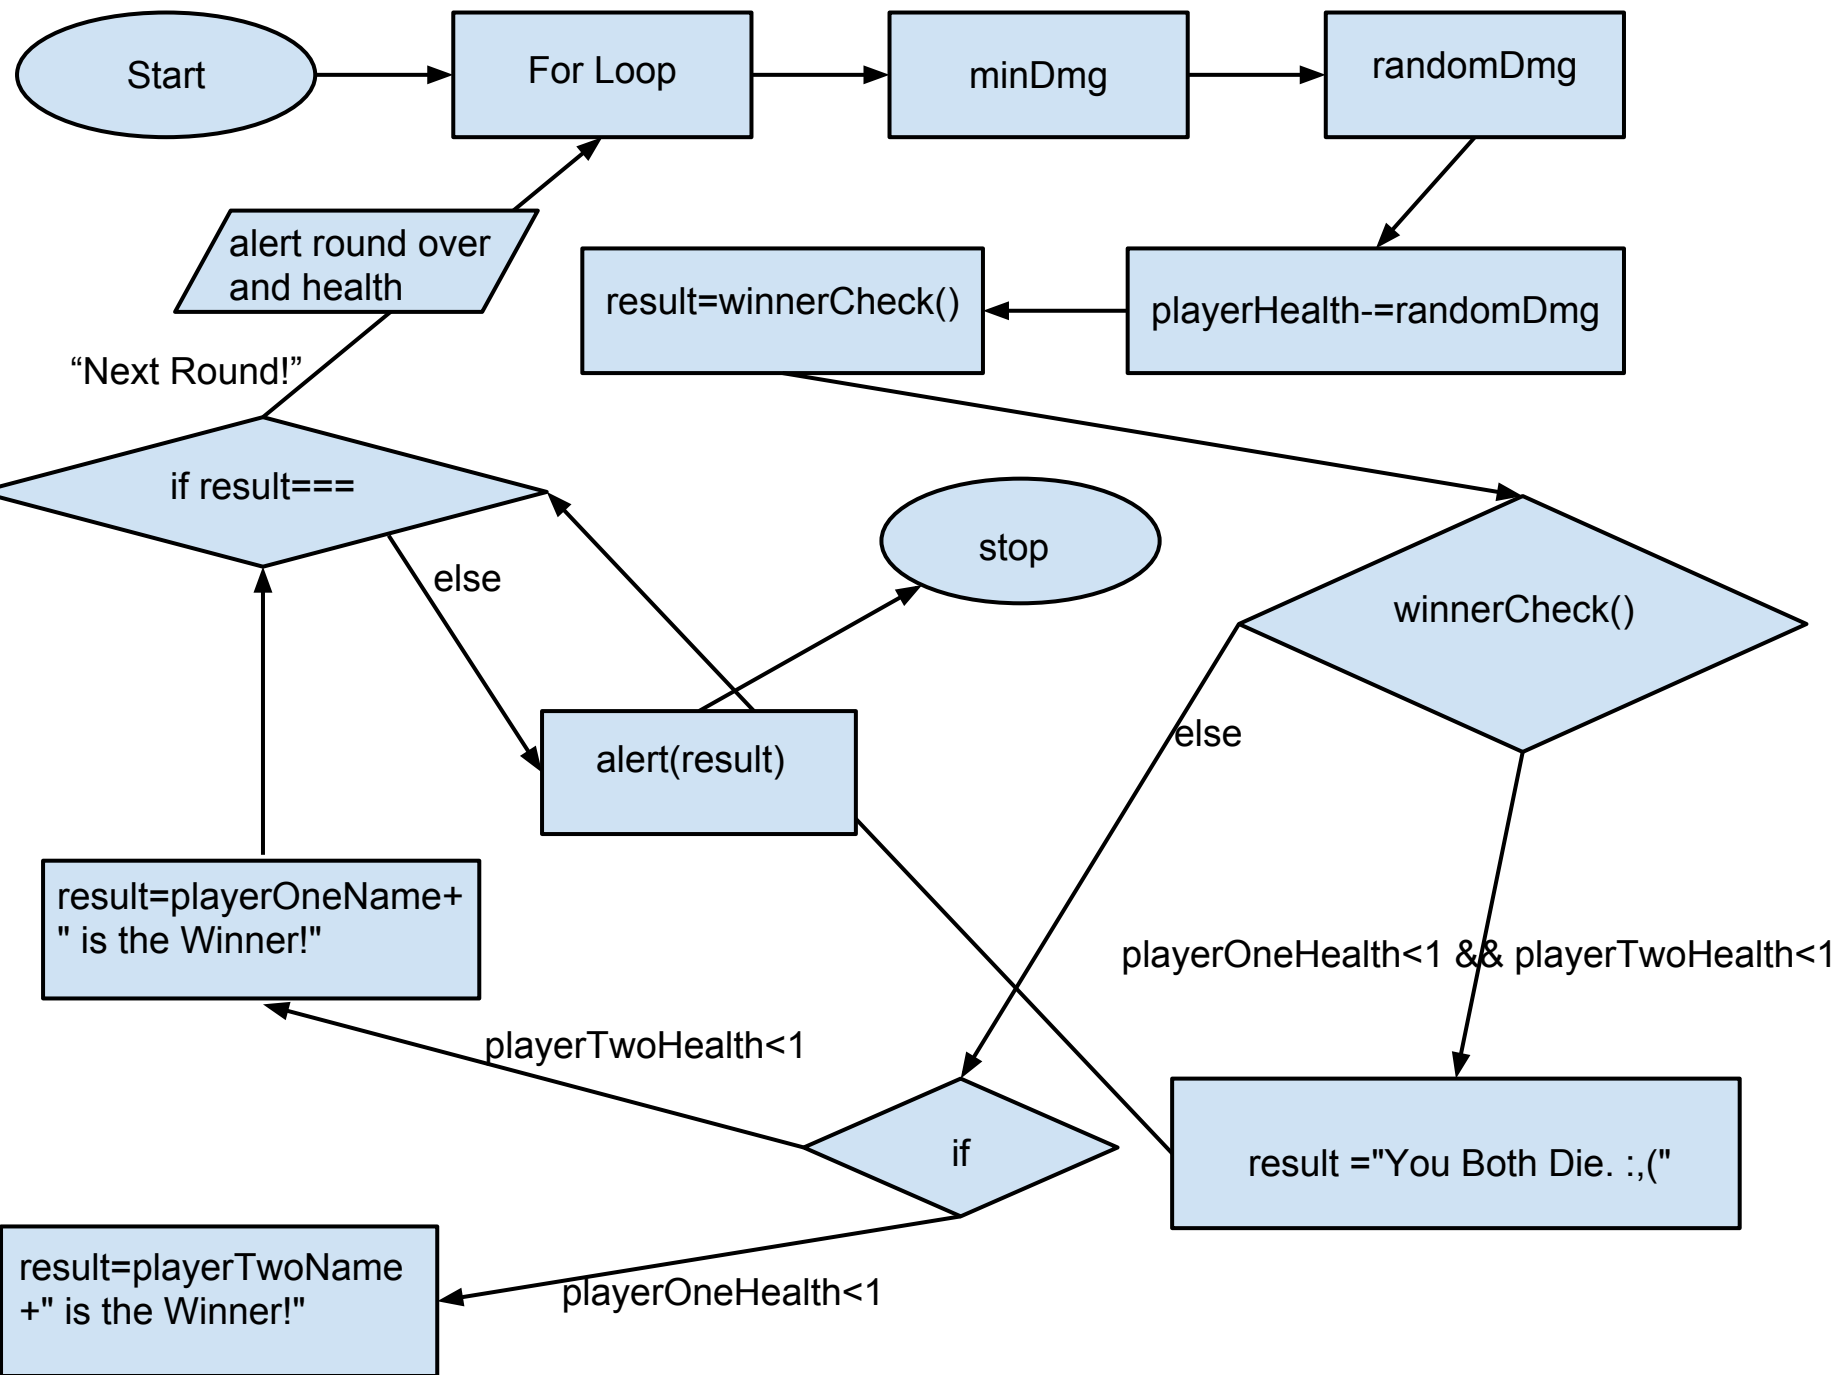 Start
For Loop
minDmg
randomDmg
alert round over
and health
result=winnerCheck()
playerHealth-=randomDmg
“Next Round!”
if result===
else
stop
winnerCheck()
else
alert(result)
result=playerOneName+
" is the Winner!"
playerOneHealth<1 && playerTwoHealth<1
playerTwoHealth<1
if
result ="You Both Die. :,("
result=playerTwoName
+" is the Winner!"
playerOneHealth<1